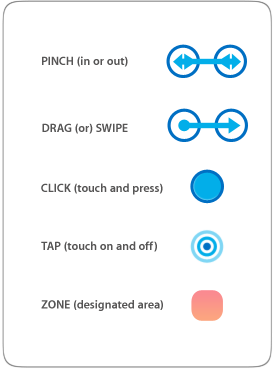 PINCH (in or out)
DRAG (or) SWIPE
CLICK (touch and press)
TAP (touch on and off)
ZONE (designated area)